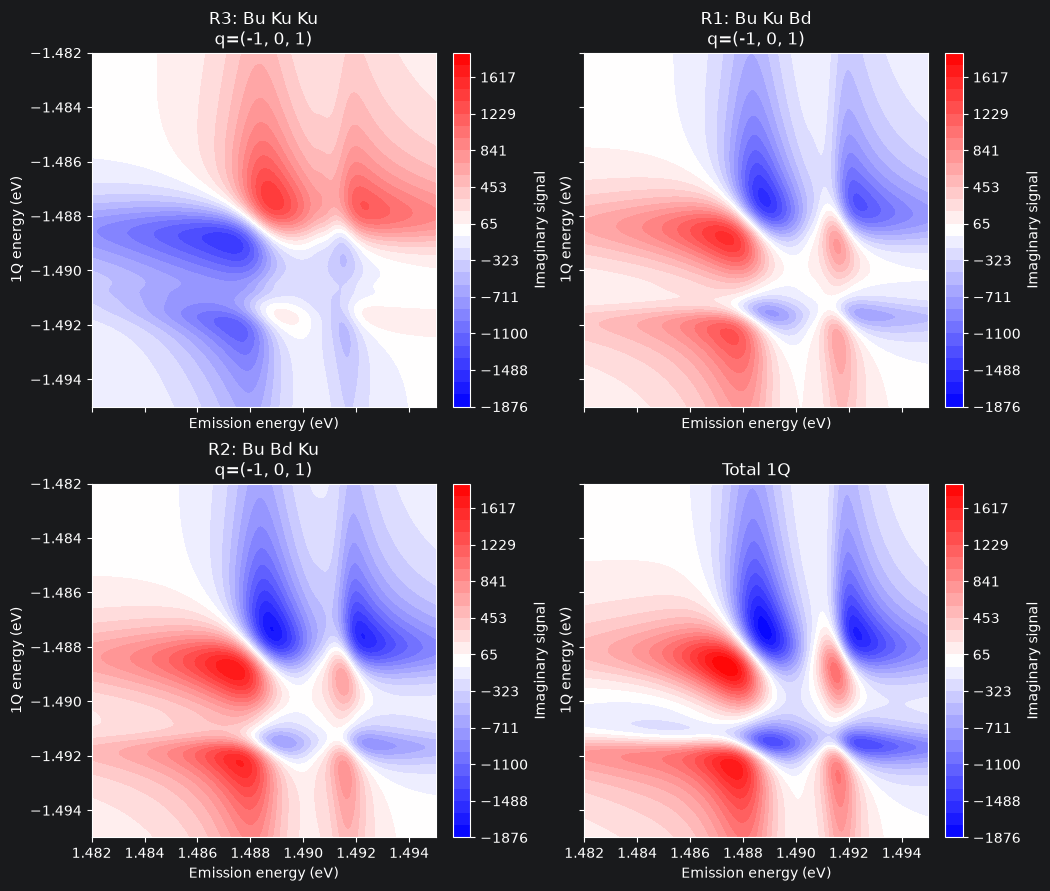 R3: Bu Ku Ku
q=(-1, 0, 1)
−1.482
−1.484
−1.486
−1.488
−1.490
−1.492
−1.494
1Q energy (eV)
Emission energy (eV)
1617
1229
841
453
65
−323
−711
−1100
−1488
−1876
Imaginary signal
R1: Bu Ku Bd
q=(-1, 0, 1)
1Q energy (eV)
Emission energy (eV)
1617
1229
841
453
65
−323
−711
−1100
−1488
−1876
Imaginary signal
R2: Bu Bd Ku
q=(-1, 0, 1)
−1.482
−1.484
−1.486
−1.488
−1.490
−1.492
−1.494
1Q energy (eV)
1.482 1.484 1.486 1.488 1.490 1.492 1.494
Emission energy (eV)
1617
1229
841
453
65
−323
−711
−1100
−1488
−1876
Imaginary signal
Total 1Q
1Q energy (eV)
1.482 1.484 1.486 1.488 1.490 1.492 1.494
Emission energy (eV)
1617
1229
841
453
65
−323
−711
−1100
−1488
−1876
Imaginary signal